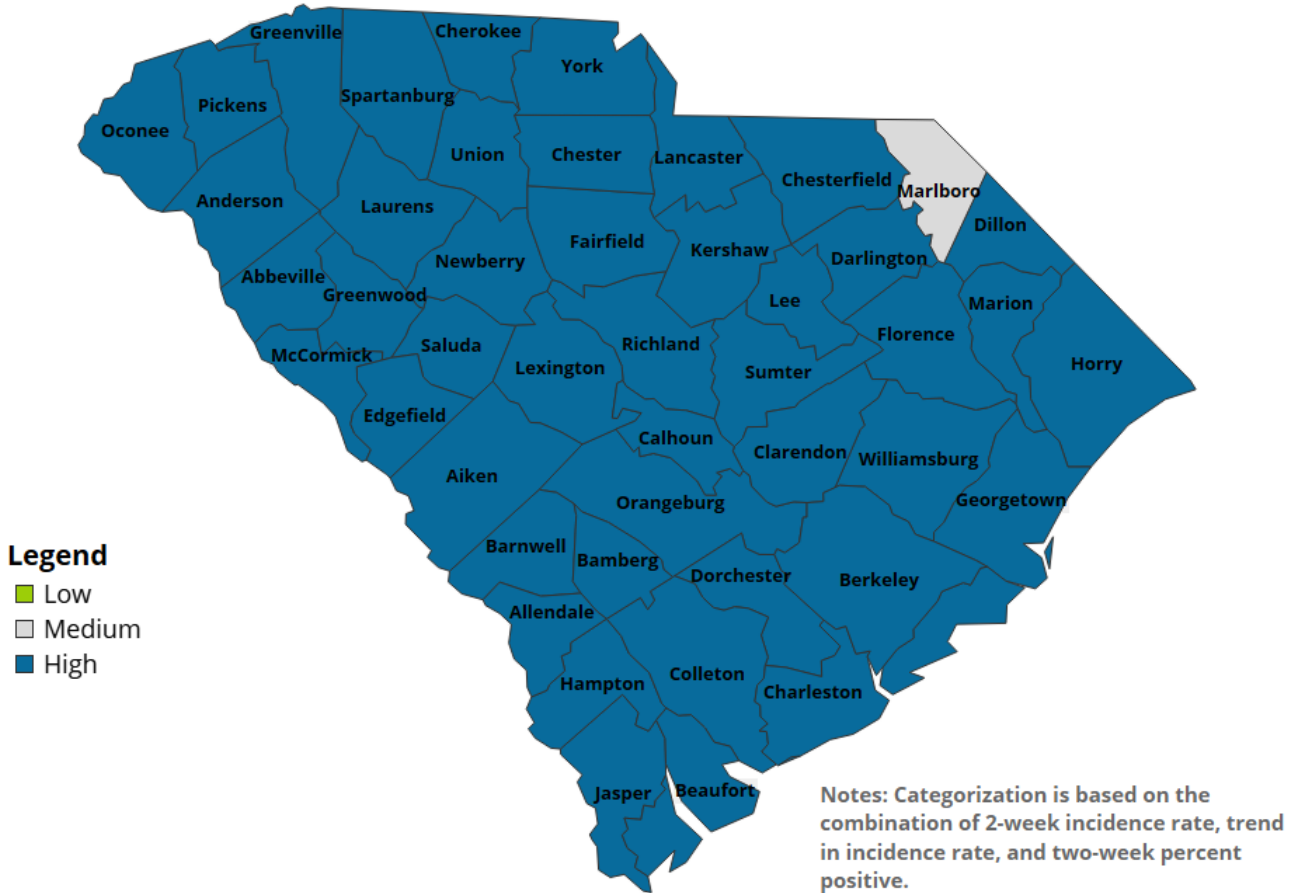 Greenville
Cherokee
York
Pickens
Spartanburg
Oconee
Union
Chester
Lancaster
Chesterfield
Marlboro
Anderson
Laurens
Dillon
Fairfield
Kershaw
Darlington
Newberry
Abbeville
Greenwood
Lee
Marion
Florence
McCormick
Saluda
Richland
Lexington
Sumter
Horry
Edgefield
Calhoun
Clarendon
Williamsburg
Aiken
Orangeburg
Georgetown
Barnwell
Bamberg
Dorchester
Berkeley
Allendale
Hampton
Colleton
Charleston
Jasper
Beaufort
Legend
Low
Medium
High
Notes: Categorization is based on the
combination of 2-week incidence rate, trend
in incidence rate, and two-week percent
positive.